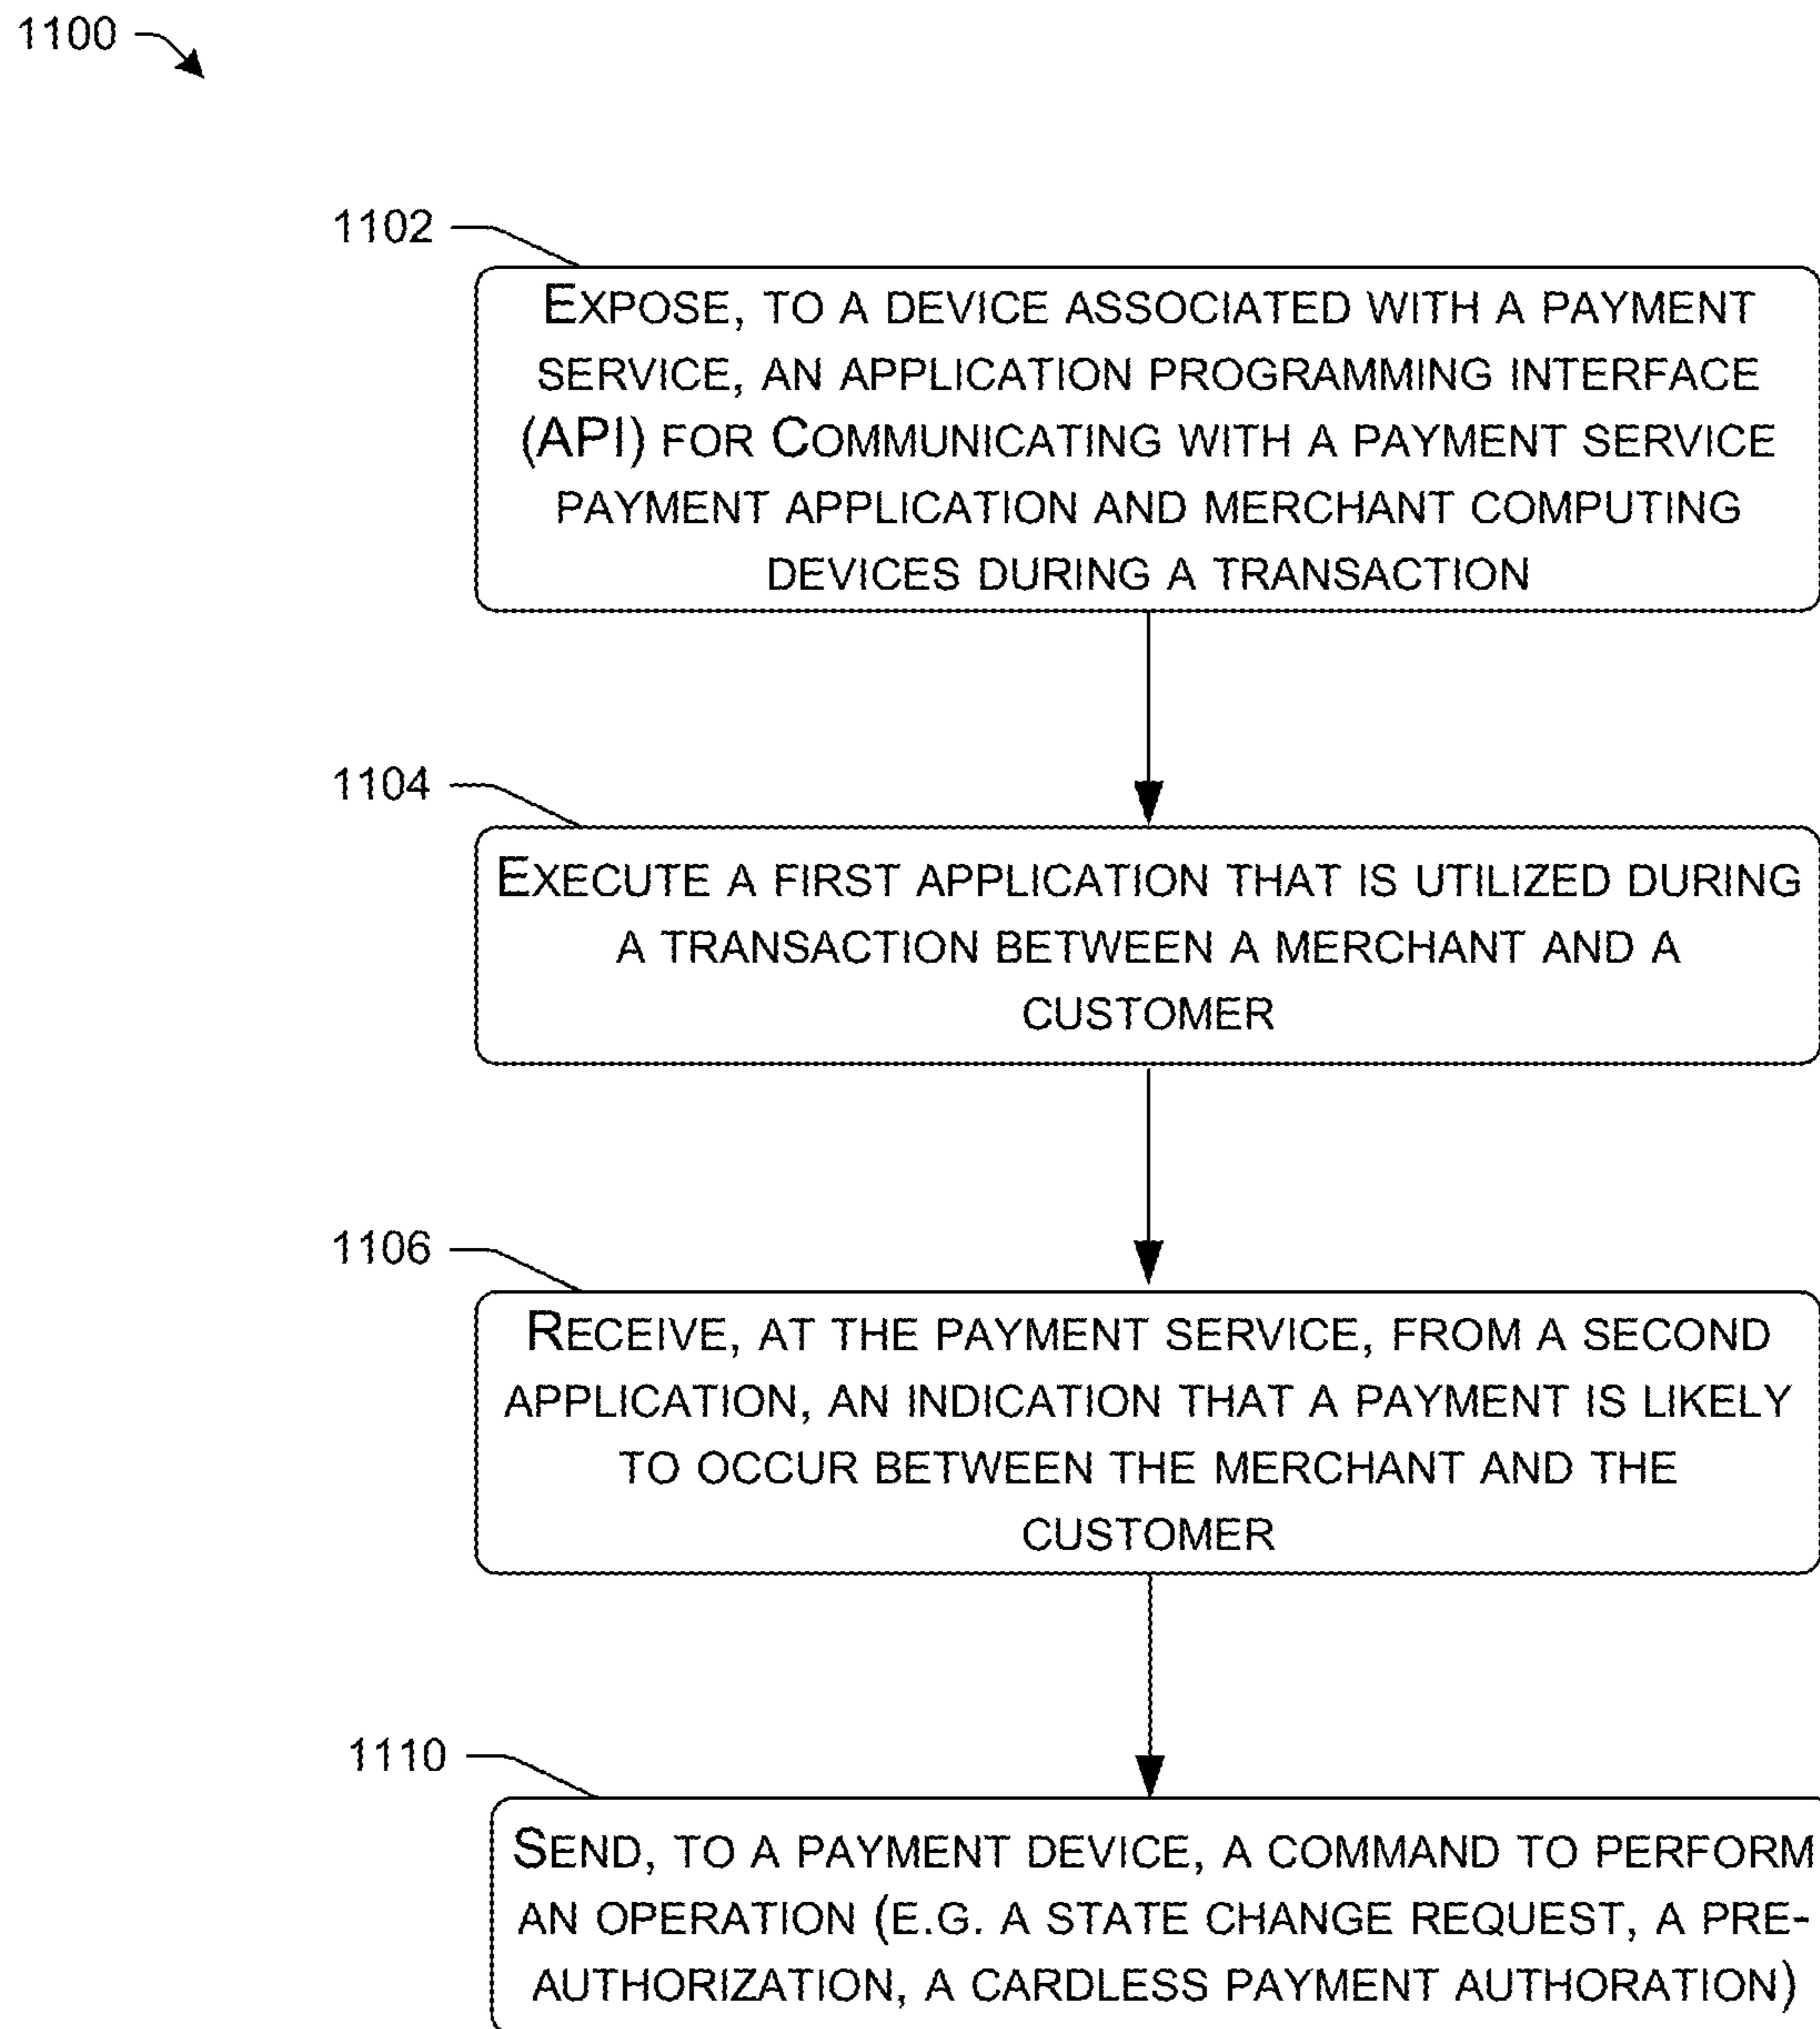 1100
1102
EXPOSE, TO A DEVICE ASSOCIATED WITH A PAYMENT
SERVICE, AN APPLICATION PROGRAMMING INTERFACE
(API) FOR COMMUNICATING WITH A PAYMENT SERVICE
PAYMENT APPLICATION AND MERCHANT COMPUTING
DEVICES DURING A TRANSACTION
1104
EXECUTE A FIRST APPLICATION THAT IS UTILIZED DURING
A TRANSACTION BETWEEN A MERCHANT AND A
CUSTOMER
1106
RECEIVE, AT THE PAYMENT SERVICE, FROM A SECOND
APPLICATION, AN INDICATION THAT A PAYMENT IS LIKELY
TO OCCUR BETWEEN THE MERCHANT AND THE
CUSTOMER
1110
SEND, TO A PAYMENT DEVICE, A COMMAND TO PERFORM
AN OPERATION (E.G. A STATE CHANGE REQUEST, A PRE-
AUTHORIZATION, A CARDLESS PAYMENT AUTHORATION)